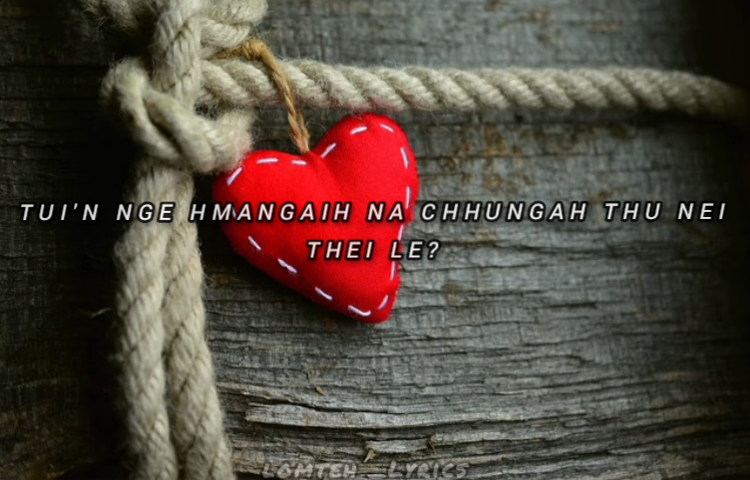 TUI'N NGE HMANGAIH NA CHHUNGAH THU NEI
THEI LE?
LOMTEH LYRICS